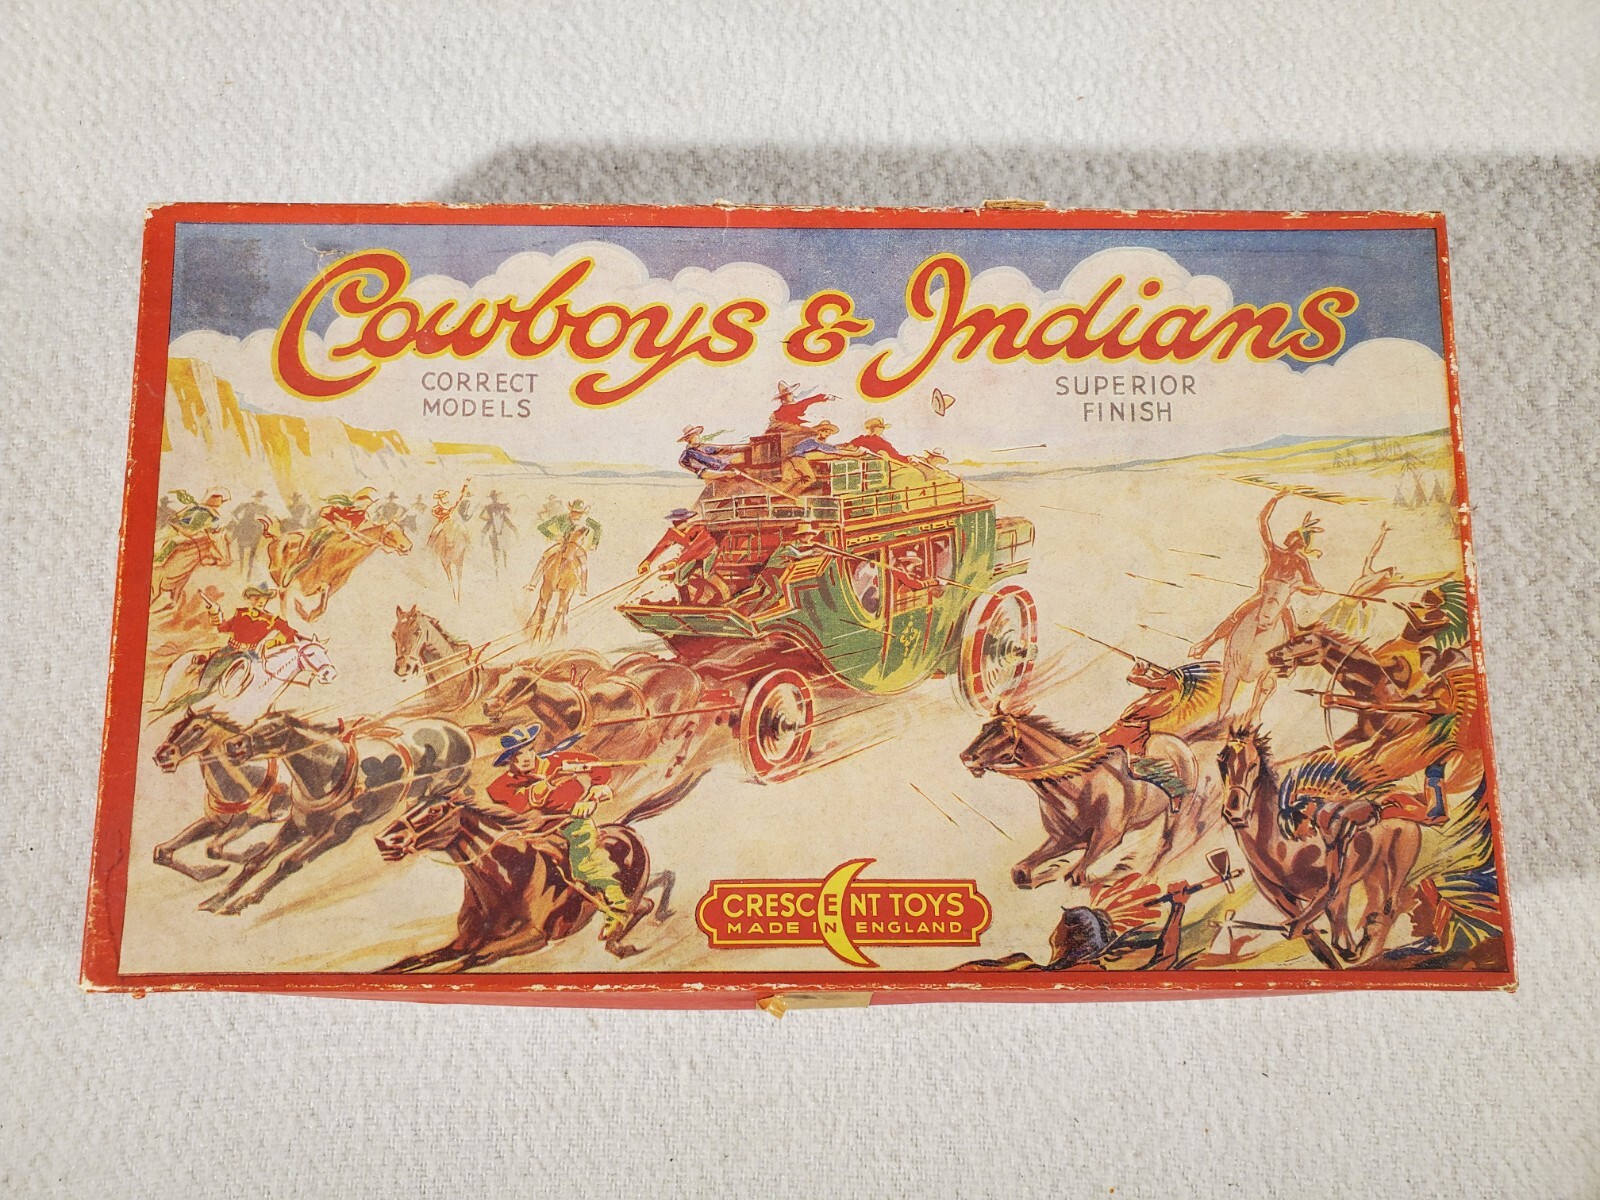 Cowboys & Indians
CORRECT
MODELS
SUPERIOR
FINISH
CRESCENT TOYS
MADE IN ENGLAND